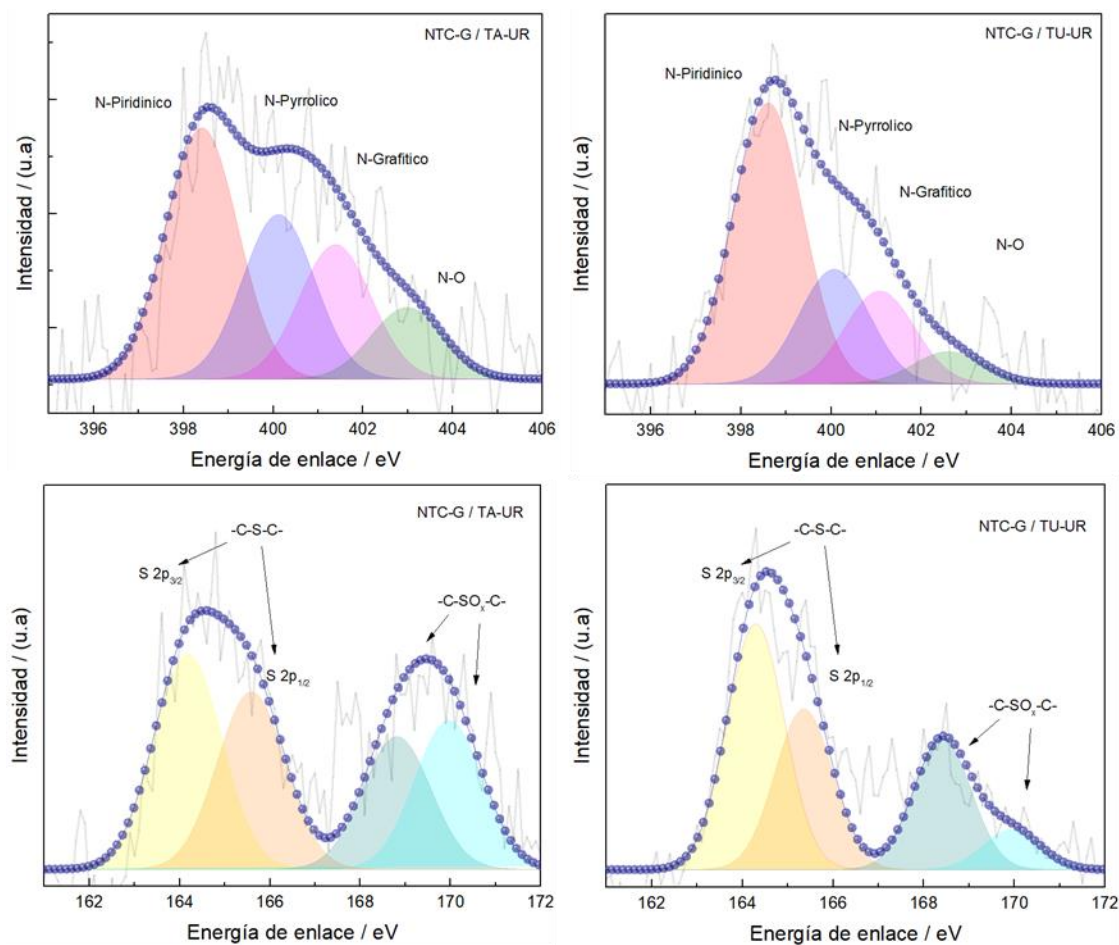 NTC-G / TA-UR
N-Piridinico
N-Pyrrolico
N-Grafitico
N-O
Intensidad / (u.a)
396 398 400 402 404 406
Energía de enlace / eV
NTC-G / TU-UR
N-Piridinico
N-Pyrrolico
N-Grafitico
N-O
Intensidad / (u.a)
396 398 400 402 404 406
Energía de enlace / eV
NTC-G / TA-UR
-C-S-C-
S 2p3/2
-C-SOx-C-
S 2p1/2
Intensidad / (u.a)
162 164 166 168 170 172
Energía de enlace / eV
NTC-G / TU-UR
-C-S-C-
S 2p3/2
S 2p1/2
-C-SOx-C-
Intensidad / (u.a)
162 164 166 168 170 172
Energía de enlace / eV